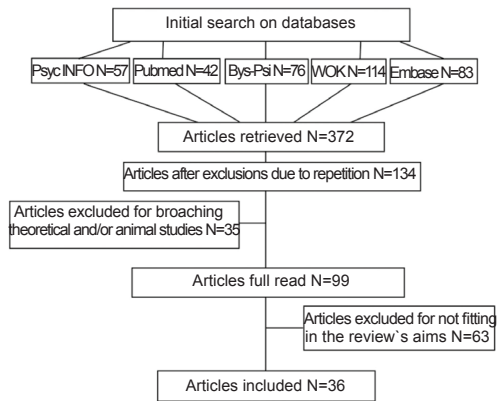 Initial search on databases
Psyc INFO N=57
Pubmed N=42
Bys-Psi N=76
WOK N=114
Embase N=83
Articles retrieved N=372
Articles after exclusions due to repetition N=134
Articles excluded for broaching
theoretical and/or animal studies N=35
Articles full read N=99
Articles excluded for not fitting
in the review`s aims N=63
Articles included N=36